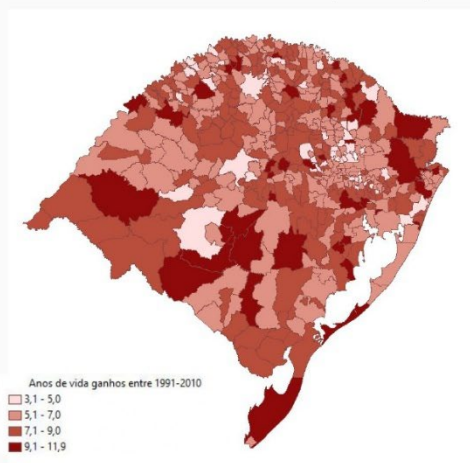 Anos de vida ganhos entre 1991-2010
3,1 - 5,0
5,1 - 7,0
7,1 - 9,0
9,1 - 11,9